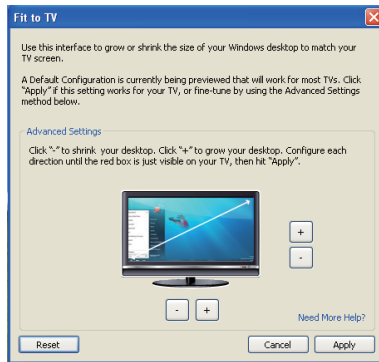 Fit to TV
Use this interface to grow or shrink the size of your Windows desktop to match your
TV screen.
A Default Configuration is currently being previewed that will work for most TVs. Click
"Apply" if this setting works for your TV, or fine-tune by using the Advanced Settings
method below.
Advanced Settings
Click "-" to shrink your desktop. Click "+" to grow your desktop. Configure each
direction until the red box is just visible on your TV, then hit "Apply".
+
-
- +
Need More Help?
Reset Cancel Apply